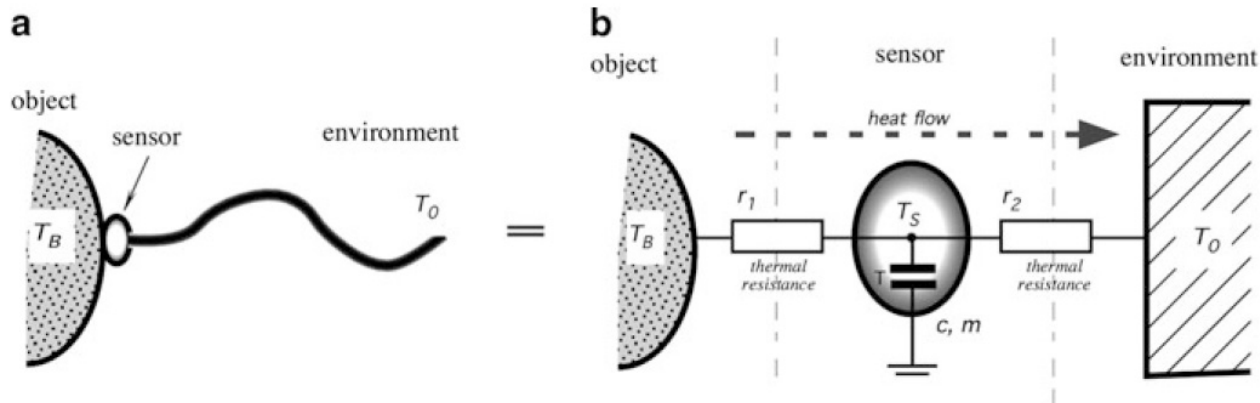 a
object
sensor
environment
T_B
T_0
=
b
object
sensor
environment
heat flow
r_1
T_S
r_2
T_B
T_0
thermal
resistance
thermal
resistance
T
c, m